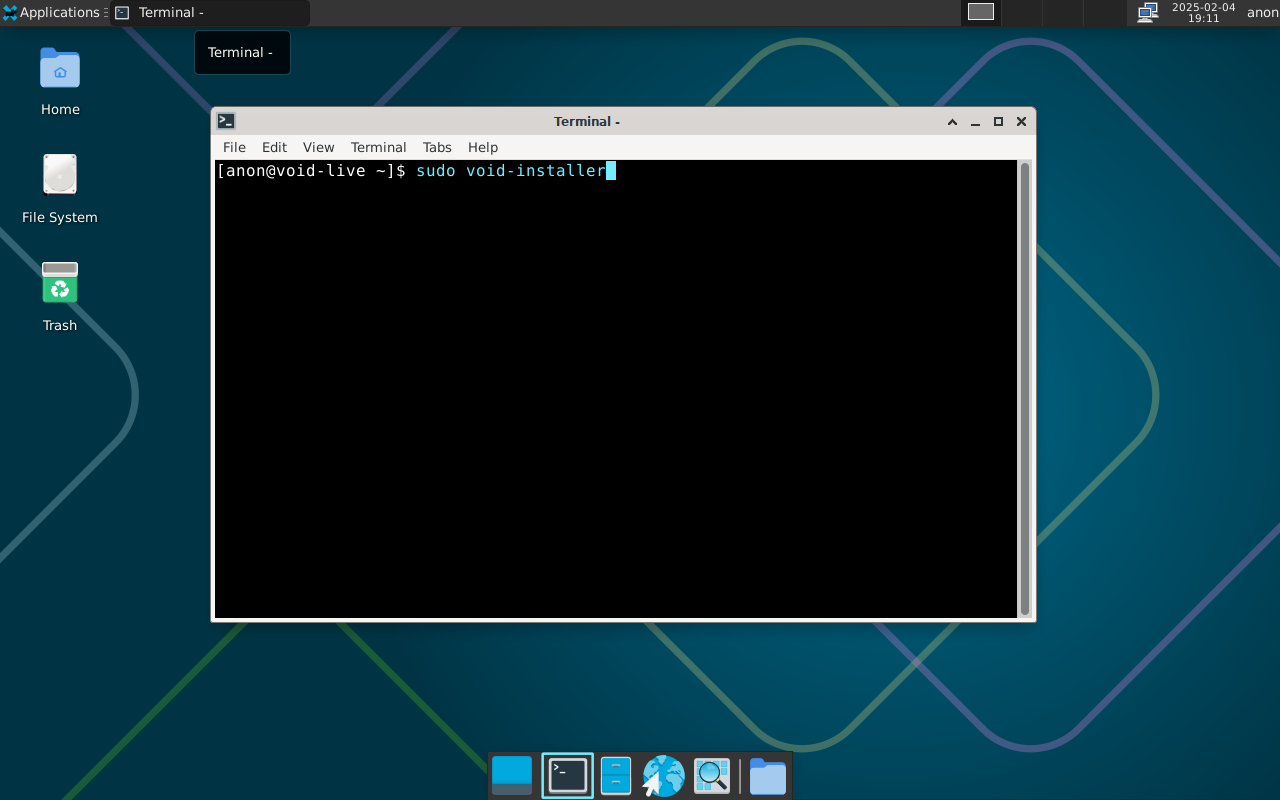 Applications
Terminal -
2025-02-04
19:11
anon
Terminal -
Home
File System
Trash
Terminal -
File Edit View Terminal Tabs Help
[anon@void-live ~]$ sudo void-installer